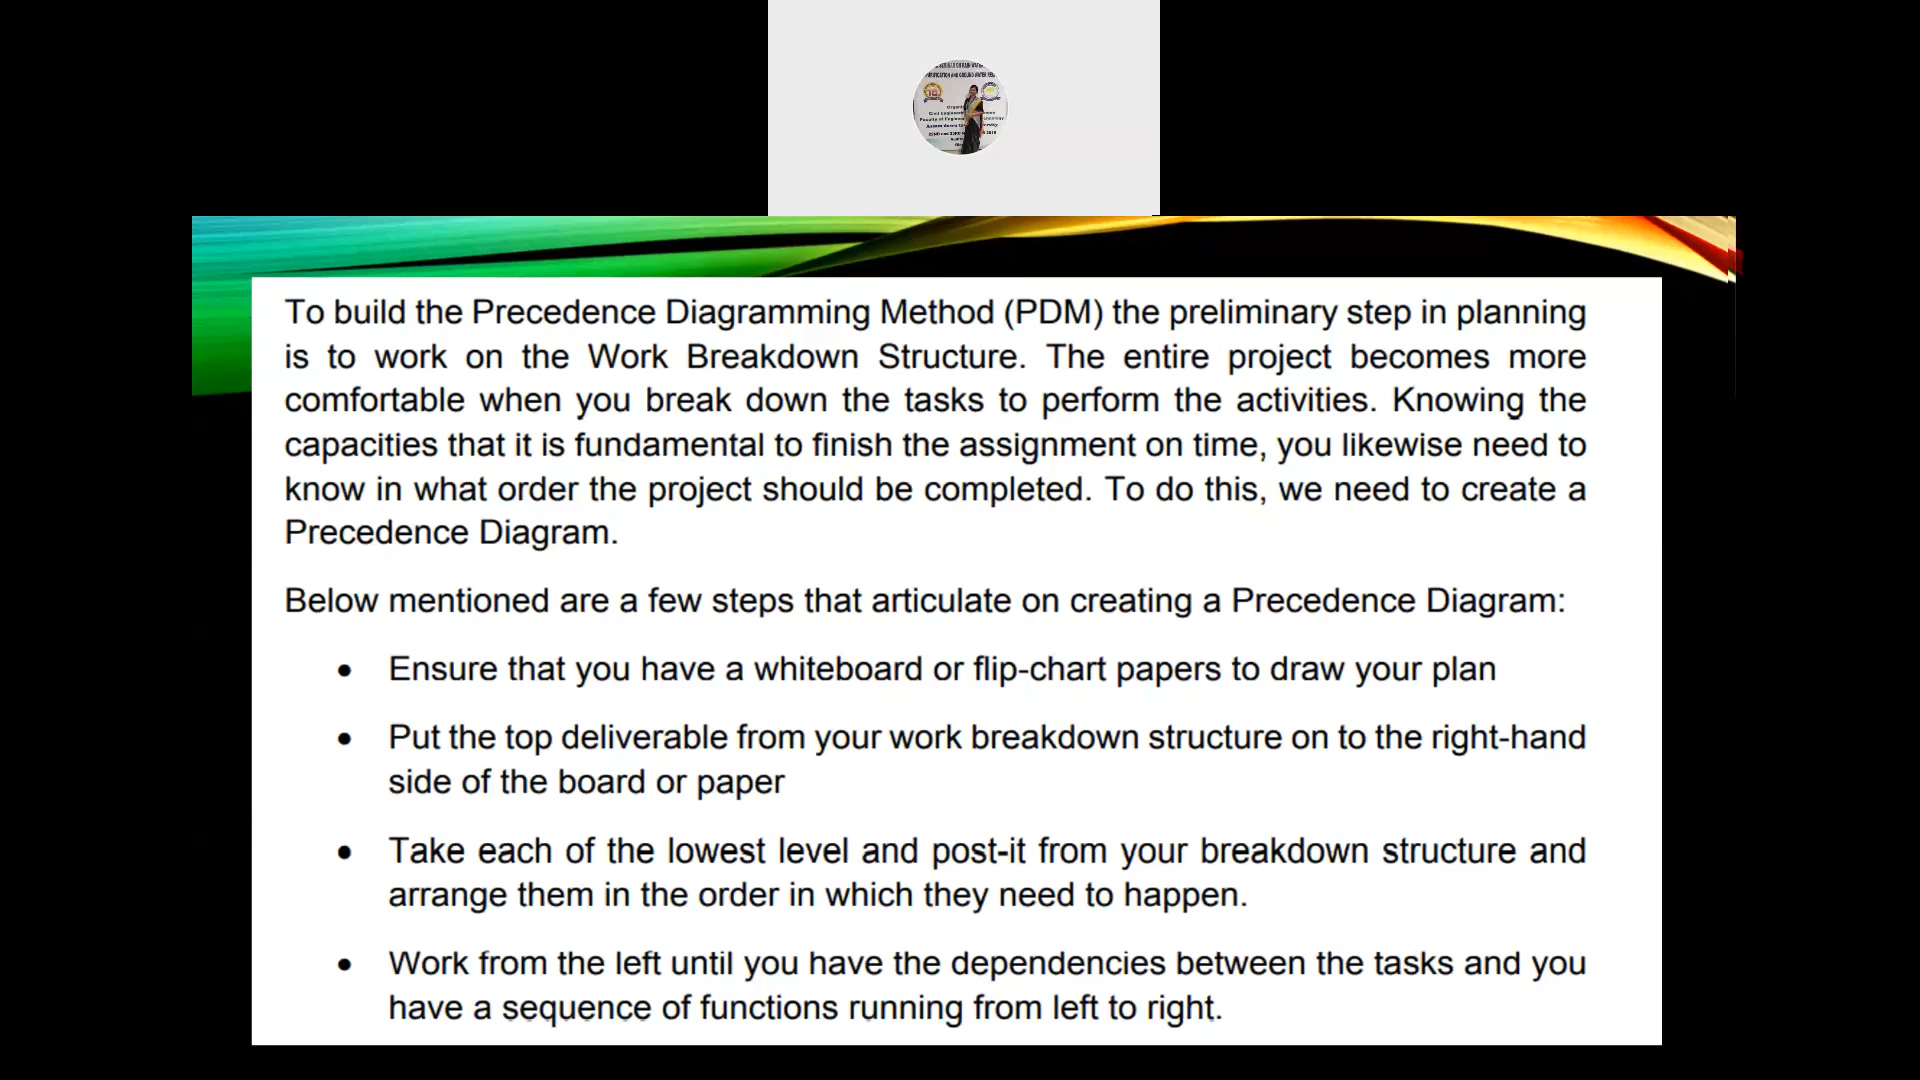 To build the Precedence Diagramming Method (PDM) the preliminary step in planning
is to work on the Work Breakdown Structure. The entire project becomes more
comfortable when you break down the tasks to perform the activities. Knowing the
capacities that it is fundamental to finish the assignment on time, you likewise need to
know in what order the project should be completed. To do this, we need to create a
Precedence Diagram.
Below mentioned are a few steps that articulate on creating a Precedence Diagram:
• Ensure that you have a whiteboard or flip-chart papers to draw your plan
• Put the top deliverable from your work breakdown structure on to the right-hand
side of the board or paper
• Take each of the lowest level and post-it from your breakdown structure and
arrange them in the order in which they need to happen.
• Work from the left until you have the dependencies between the tasks and you
have a sequence of functions running from left to right.